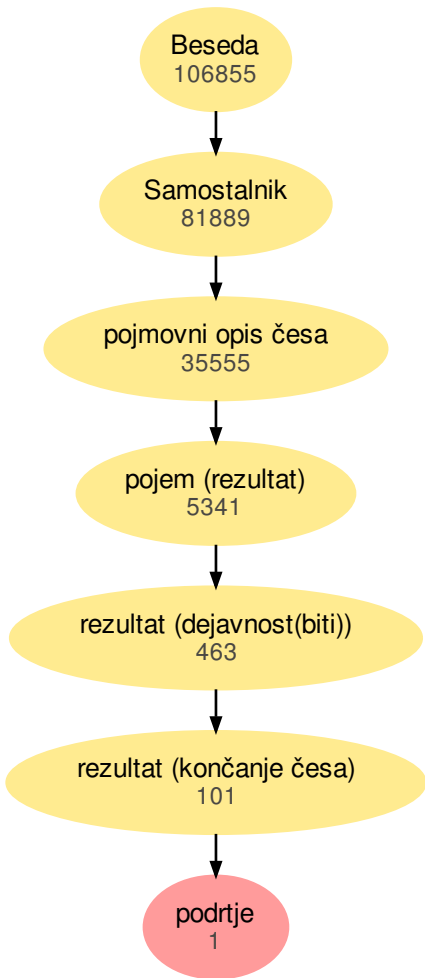 Beseda
106855
Samostalnik
81889
pojmovni opis česa
35555
pojem (rezultat)
5341
rezultat (dejavnost(biti))
463
rezultat (končanje česa)
101
podrtje
1